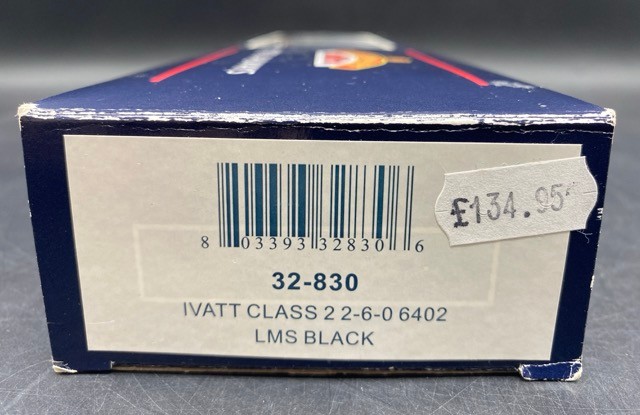 £134.95
8 03393 32830 6
32-830
IVATT CLASS 2 2-6-0 6402
LMS BLACK